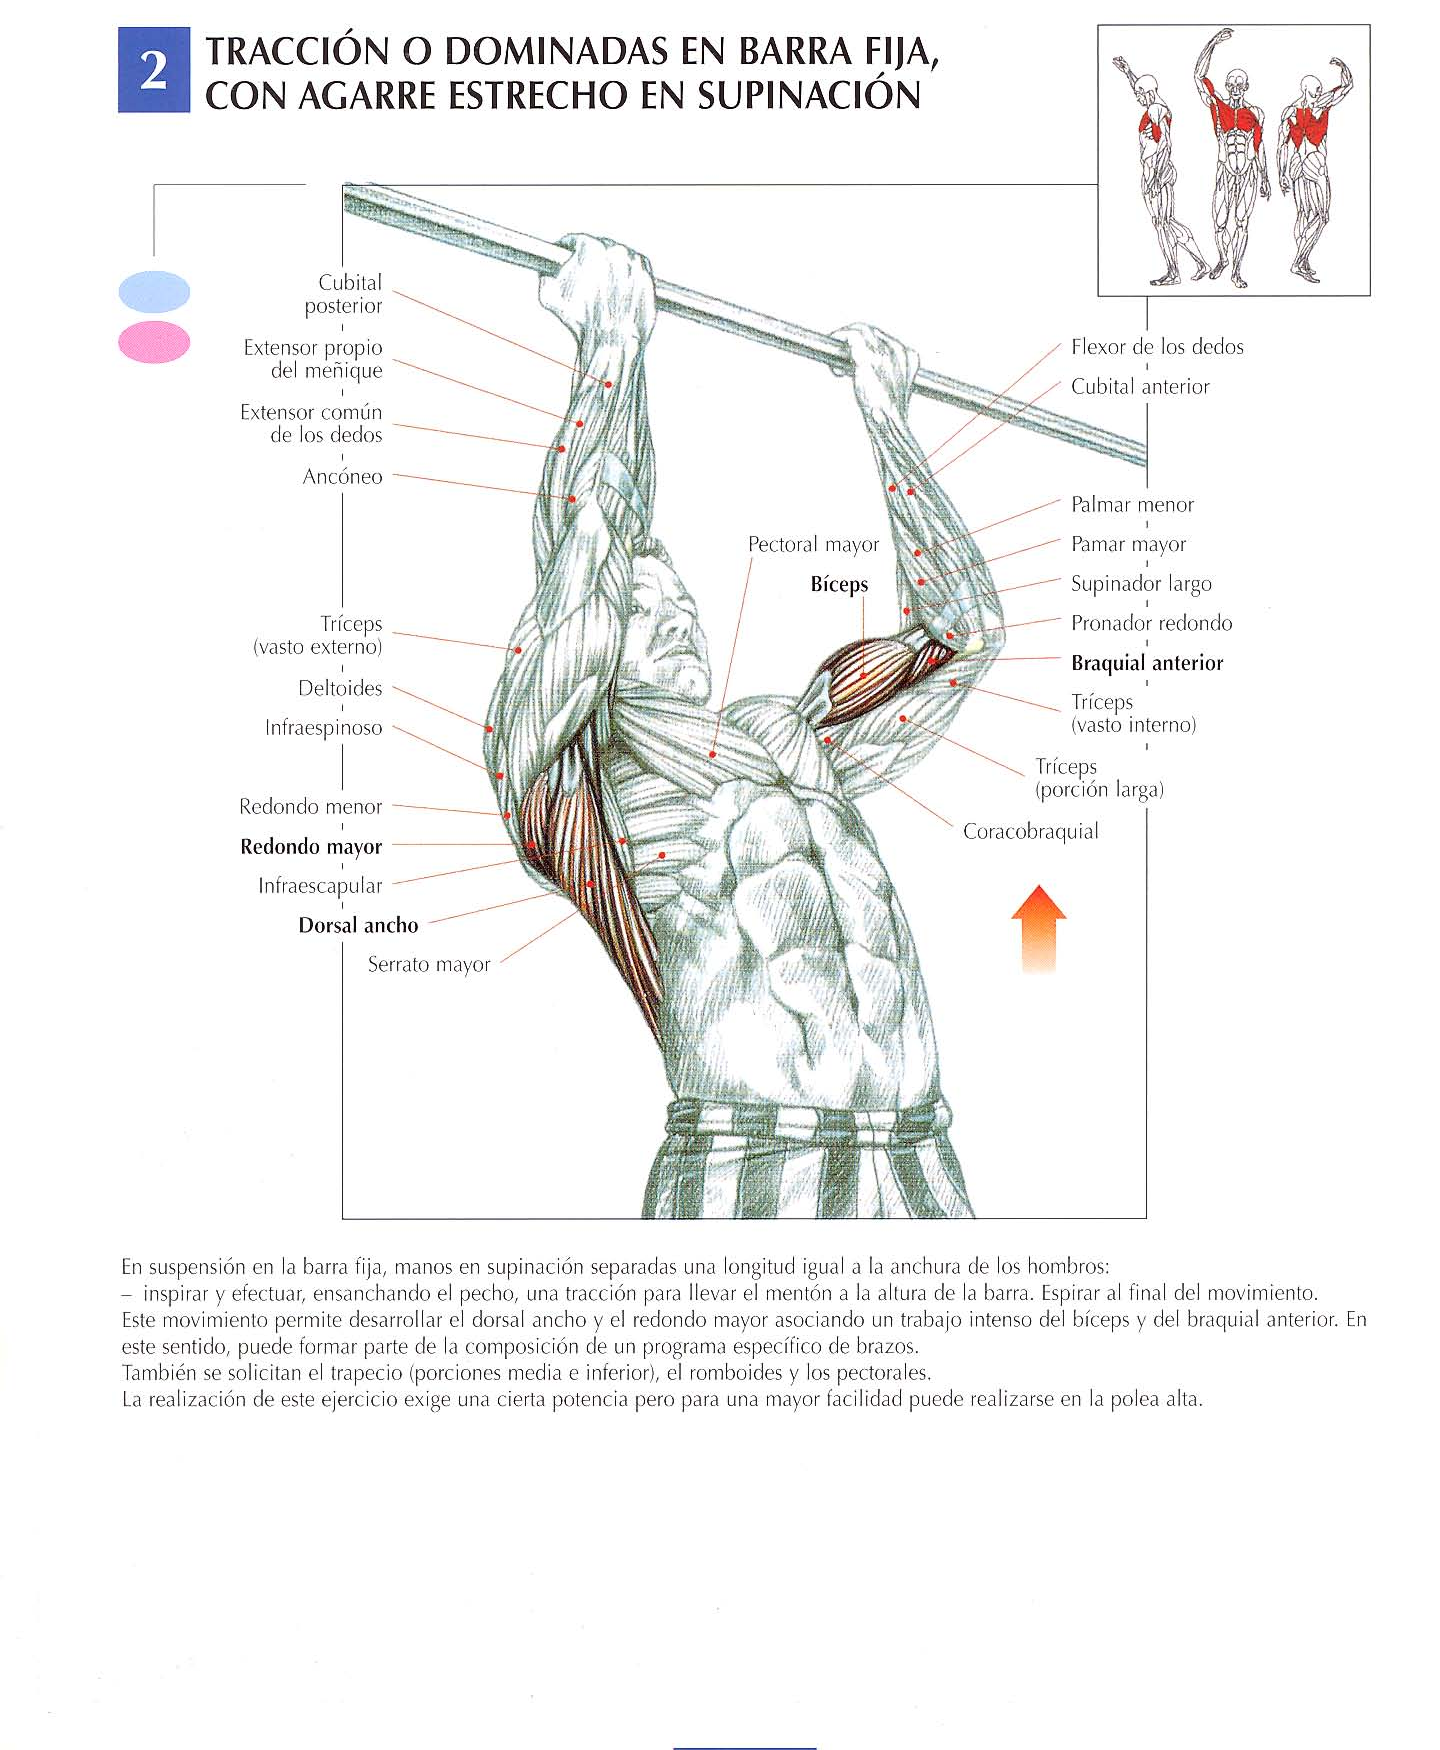 2
TRACCIÓN O DOMINADAS EN BARRA FIJA,
CON AGARRE ESTRECHO EN SUPINACIÓN
Cubital
posterior
Extensor propio
del meñique
Extensor común
de los dedos
Ancóneo
Tríceps
(vasto externo)
Deltoides
Infraespinoso
Redondo menor
Redondo mayor
Infraescapular
Dorsal ancho
Serrato mayor
Pectoral mayor
Bíceps
Flexor de los dedos
Cubital anterior
Palmar menor
Pamar mayor
Supinador largo
Pronador redondo
Braquial anterior
Tríceps
(vasto interno)
Tríceps
(porción larga)
Coracobraquial
En suspensión en la barra fija, manos en supinación separadas una longitud igual a la anchura de los hombros:
– inspirar y efectuar, ensanchando el pecho, una tracción para llevar el mentón a la altura de la barra. Espirar al final del movimiento.
Este movimiento permite desarrollar el dorsal ancho y el redondo mayor asociando un trabajo intenso del bíceps y del braquial anterior. En
este sentido, puede formar parte de la composición de un programa específico de brazos.
También se solicitan el trapecio (porciones media e inferior), el romboides y los pectorales.
La realización de este ejercicio exige una cierta potencia pero para una mayor facilidad puede realizarse en la polea alta.